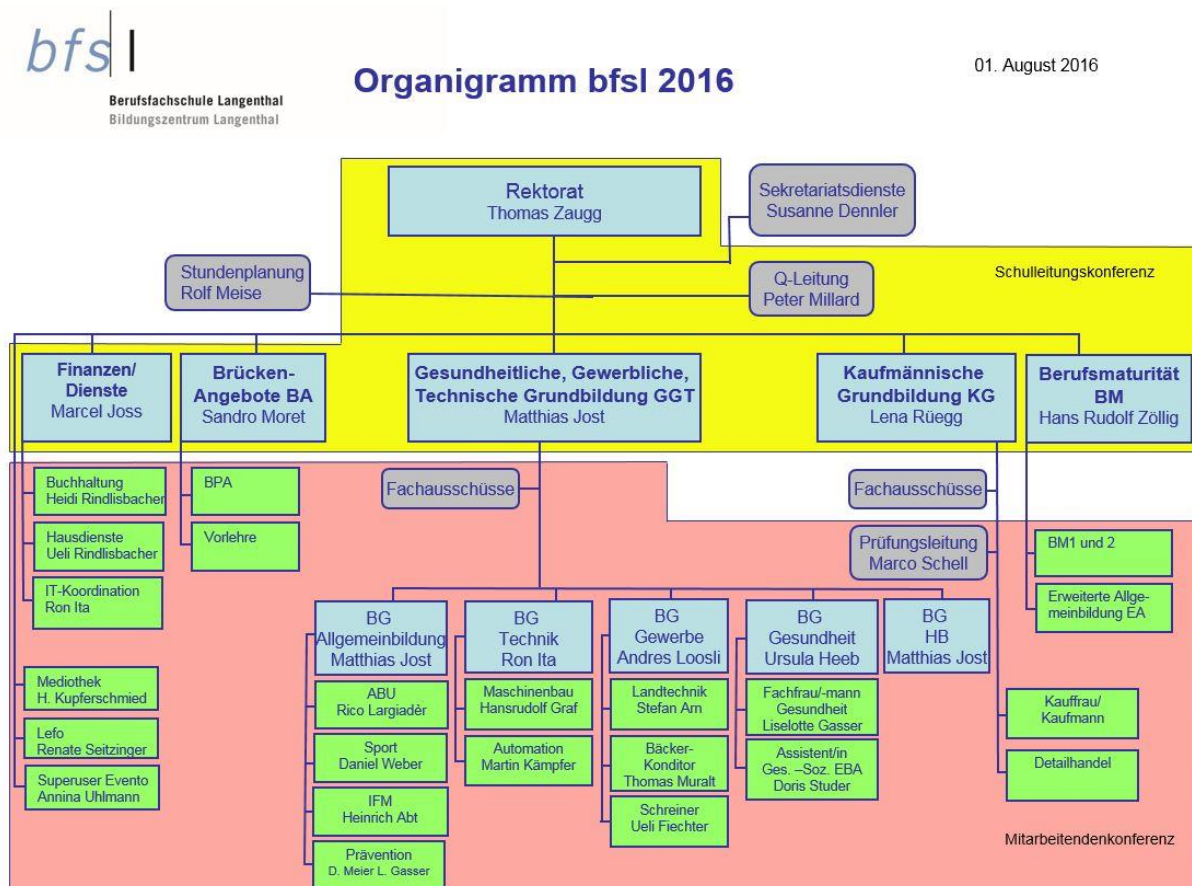 bfsl
Berufsfachschule Langenthal
Bildungszentrum Langenthal
Organigramm bfsl 2016
01. August 2016
Rektorat
Thomas Zaugg
Sekretariatsdienste
Susanne Dennler
Stundenplanung
Rolf Meise
Q-Leitung
Peter Millard
Schulleitungskonferenz
Finanzen/
Dienste
Marcel Joss
Brücken-
Angebote BA
Sandro Moret
Gesundheitliche, Gewerbliche,
Technische Grundbildung GGT
Matthias Jost
Kaufmännische
Grundbildung KG
Lena Rüegg
Berufsmaturität
BM
Hans Rudolf Zöllig
Buchhaltung
Heidi Rindlisbacher
Hausdienste
Ueli Rindlisbacher
IT-Koordination
Ron Ita
BPA
Vorlehre
Fachausschüsse
Fachausschüsse
Prüfungsleitung
Marco Schell
BM1 und 2
Erweiterte Allge-
meinbildung EA
BG
Allgemeinbildung
Matthias Jost
BG
Technik
Ron Ita
BG
Gewerbe
Andres Loosli
BG
Gesundheit
Ursula Heeb
BG
HB
Matthias Jost
Mediothek
H. Kupferschmied
Lefo
Renate Seitzinger
Superuser Evento
Annina Uhlmann
ABU
Rico Largiadèr
Sport
Daniel Weber
IFM
Heinrich Abt
Prävention
D. Meier L. Gasser
Maschinenbau
Hansrudolf Graf
Automation
Martin Kämpfer
Landtechnik
Stefan Arn
Bäcker-
Konditor
Thomas Muralt
Schreiner
Ueli Fiechter
Fachfrau/-mann
Gesundheit
Liselotte Gasser
Assistent/in
Ges. –Soz. EBA
Doris Studer
Kauffrau/
Kaufmann
Detailhandel
Mitarbeitendenkonferenz